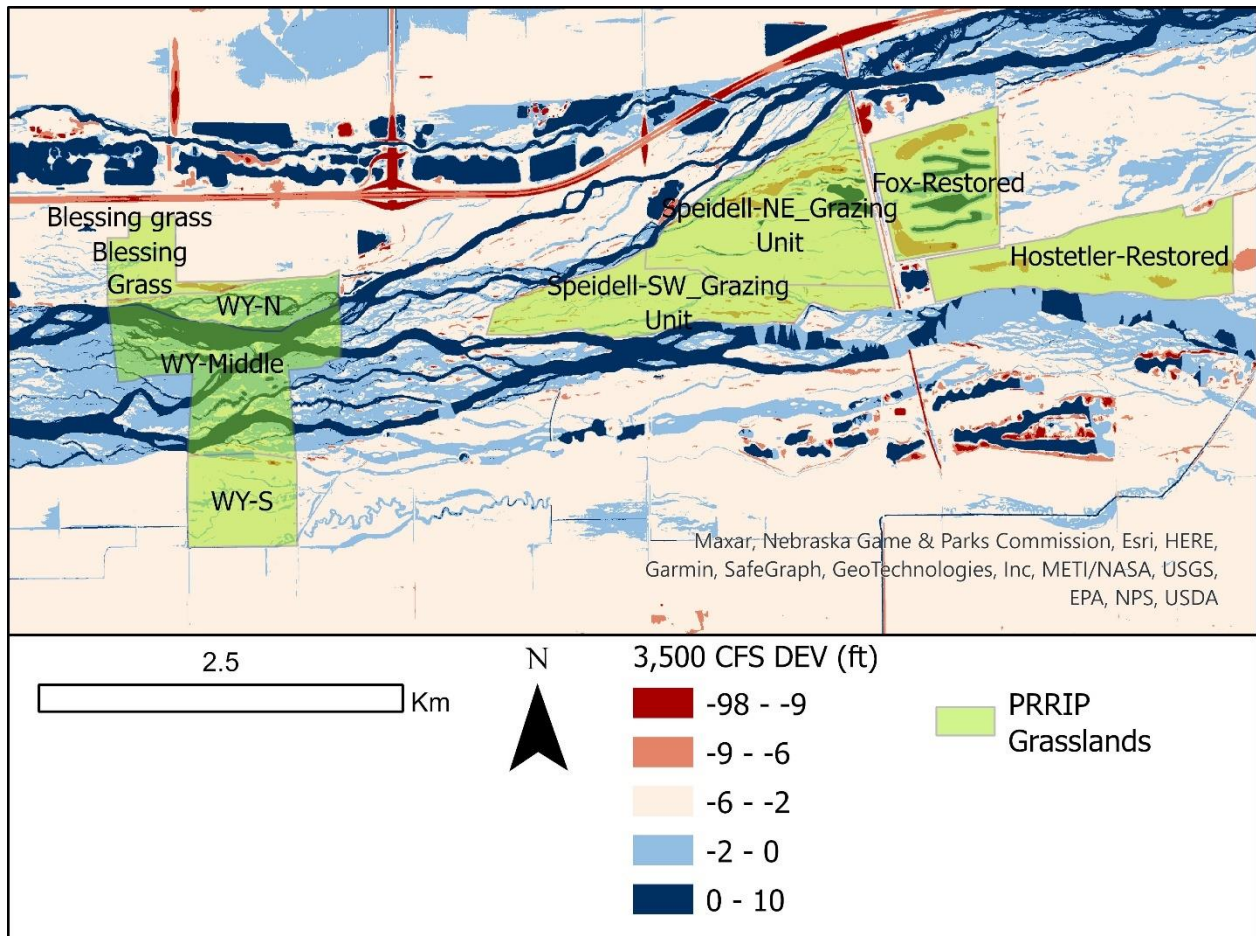 Blessing grass
Blessing
Grass
WY-N
WY-Middle
WY-S
Speidell-NE_Grazing
Unit
Speidell-SW_Grazing
Unit
Fox-Restored
Hostetler-Restored
Maxar, Nebraska Game & Parks Commission, Esri, HERE,
Garmin, SafeGraph, GeoTechnologies, Inc, METI/NASA, USGS,
EPA, NPS, USDA
2.5
Km
N
3,500 CFS DEV (ft)
-98 - -9
-9 - -6
-6 - -2
-2 - 0
0 - 10
PRRIP
Grasslands